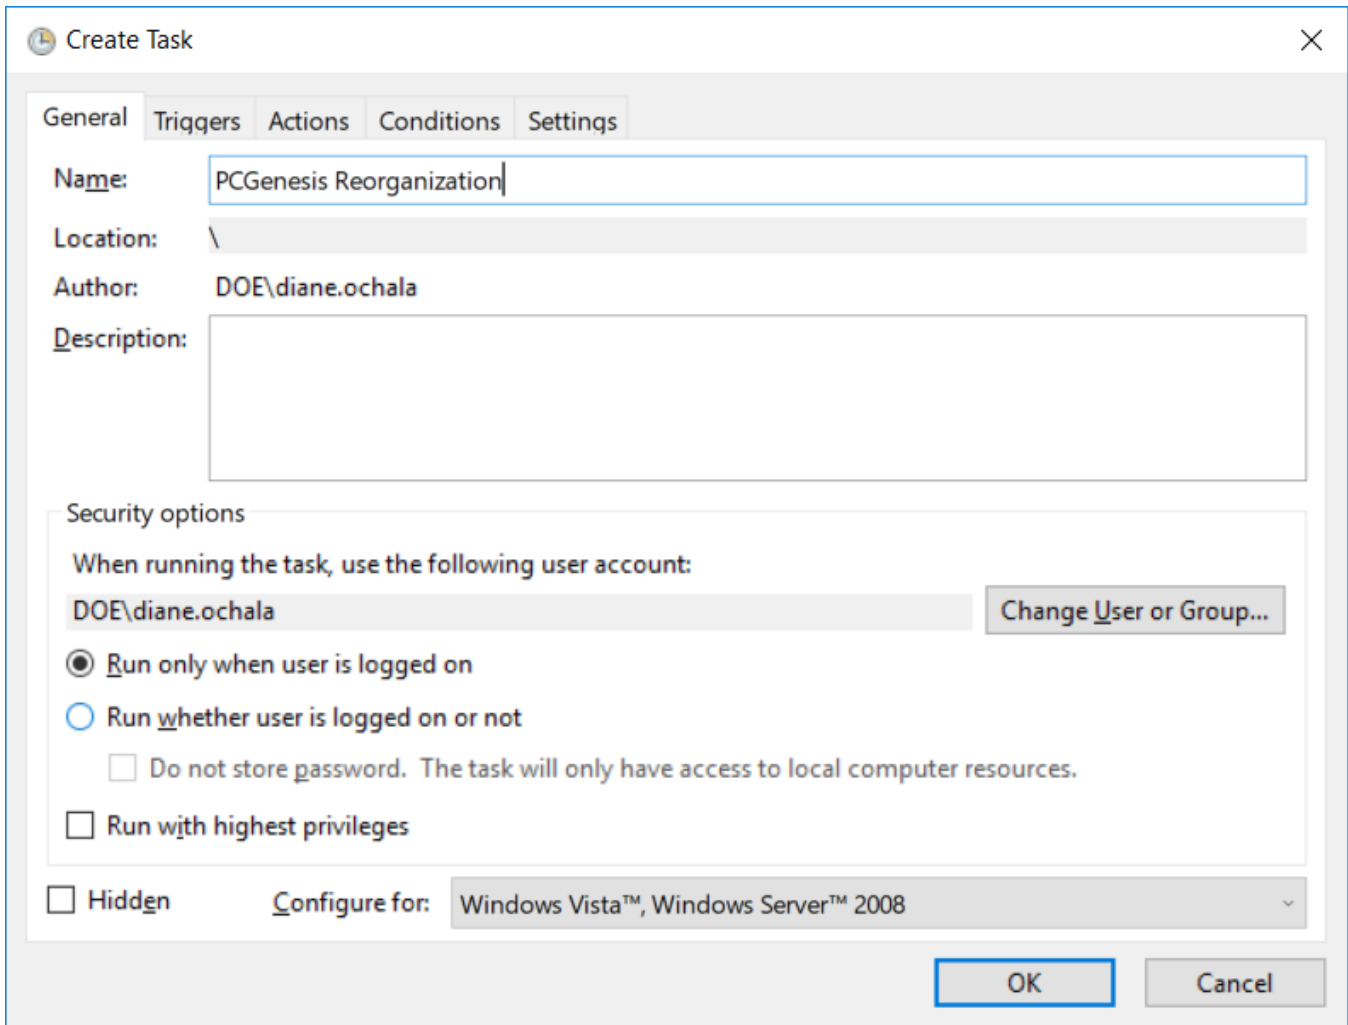 Create Task
General Triggers Actions Conditions Settings
Name: PCGenesis Reorganization
Location: \
Author: DOE\diane.ochala
Description:
Security options
When running the task, use the following user account:
DOE\diane.ochala Change User or Group...
Run only when user is logged on
Run whether user is logged on or not
Do not store password. The task will only have access to local computer resources.
Run with highest privileges
Hidden Configure for: Windows Vista™, Windows Server™ 2008
OK Cancel